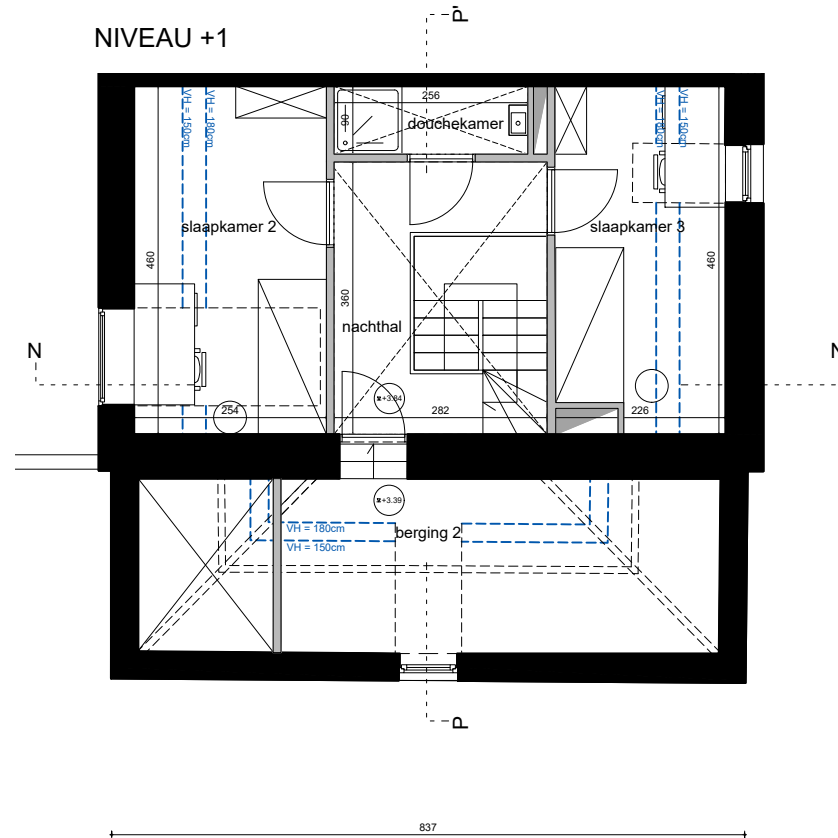 NIVEAU +1
P'
VH = 150cm
VH = 180cm
256
90
douchekamer
VH = 180cm
VH = 150cm
slaapkamer 2
slaapkamer 3
460
360
460
nachthal
N
N
+3.84
254
282
226
+3.39
VH = 180cm
VH = 150cm
berging 2
P
837